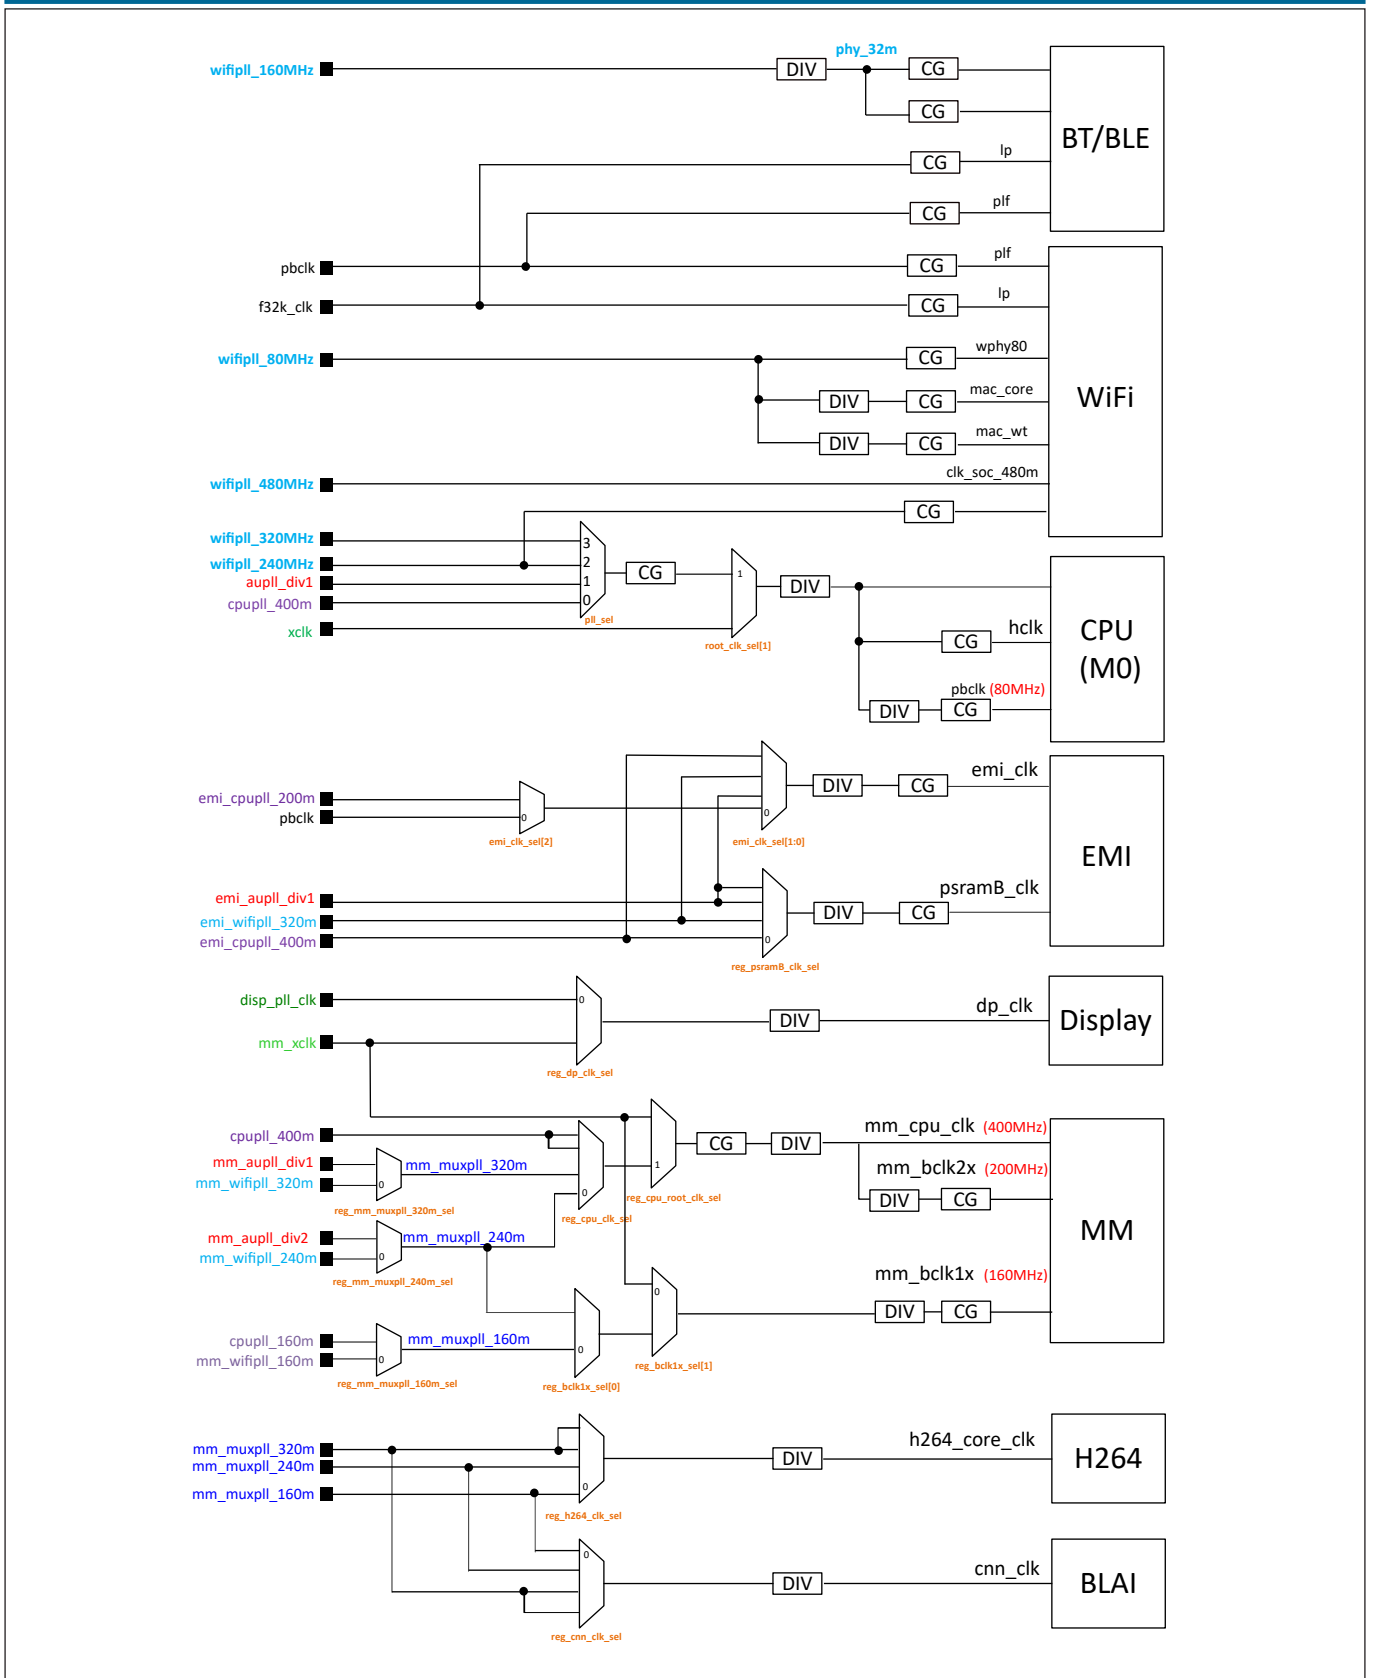 phy_32m
wifipll_160MHz
DIV
CG
CG
BT/BLE
lp
CG
plf
CG
plf
pbclk
CG
lp
f32k_clk
CG
wphy80
wifipll_80MHz
CG
mac_core
DIV
CG
WiFi
mac_wt
DIV
CG
clk_soc_480m
wifipll_480MHz
CG
wifipll_320MHz
3
wifipll_240MHz
2
aupll_div1
1
cpupll_400m
0
CG
1
DIV
pll_sel
xclk
root_clk_sel[1]
hclk
CG
CPU
(M0)
pbclk (80MHz)
DIV
CG
emi_clk
DIV
CG
emi_cpupll_200m
pbclk
0
0
emi_clk_sel[2]
emi_clk_sel[1:0]
EMI
psramB_clk
emi_aupll_div1
DIV
CG
emi_wifipll_320m
emi_cpupll_400m
0
reg_psramB_clk_sel
disp_pll_clk
0
dp_clk
DIV
Display
mm_xclk
reg_dp_clk_sel
mm_cpu_clk (400MHz)
cpupll_400m
CG
DIV
mm_aupll_div1
mm_muxpll_320m
1
mm_bclk2x (200MHz)
mm_wifipll_320m
0
0
reg_cpu_root_clk_sel
DIV
CG
reg_mm_muxpll_320m_sel
reg_cpu_clk_sel
MM
mm_aupll_div2
mm_muxpll_240m
mm_wifipll_240m
0
mm_bclk1x (160MHz)
reg_mm_muxpll_240m_sel
0
DIV
CG
cpupll_160m
mm_muxpll_160m
mm_wifipll_160m
0
0
reg_bclk1x_sel[1]
reg_mm_muxpll_160m_sel
reg_bclk1x_sel[0]
h264_core_clk
mm_muxpll_320m
DIV
H264
mm_muxpll_240m
0
mm_muxpll_160m
reg_h264_clk_sel
0
cnn_clk
DIV
BLAI
reg_cnn_clk_sel